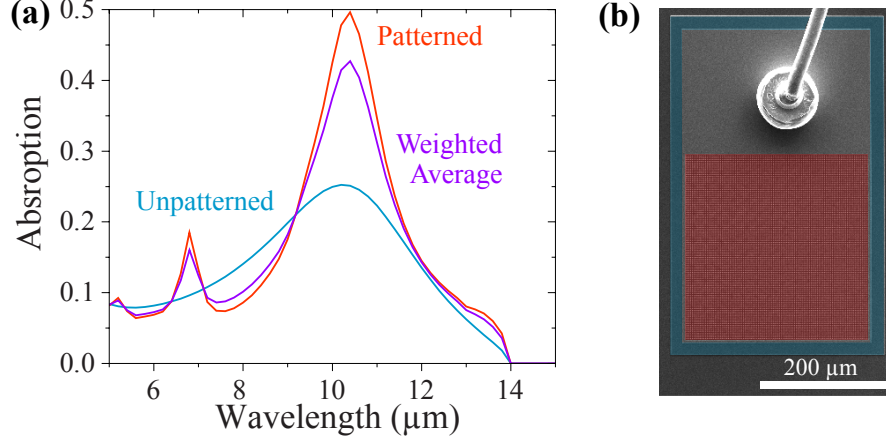 (a)
(b)
0.5
0.4
0.3
0.2
0.1
0.0
Absroption
Patterned
Weighted
Average
Unpatterned
6
8
10
12
14
Wavelength (µm)
200 µm